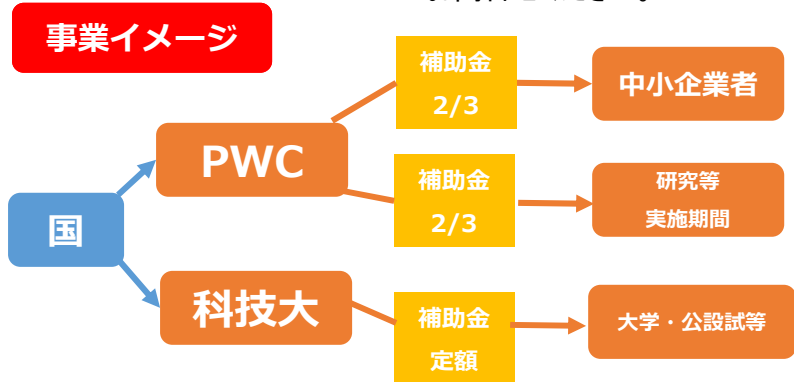 事業イメージ
補助金
2/3
中小企業者
PWC
補助金
2/3
研究等
実施期間
国
科技大
補助金
定額
大学・公設試等